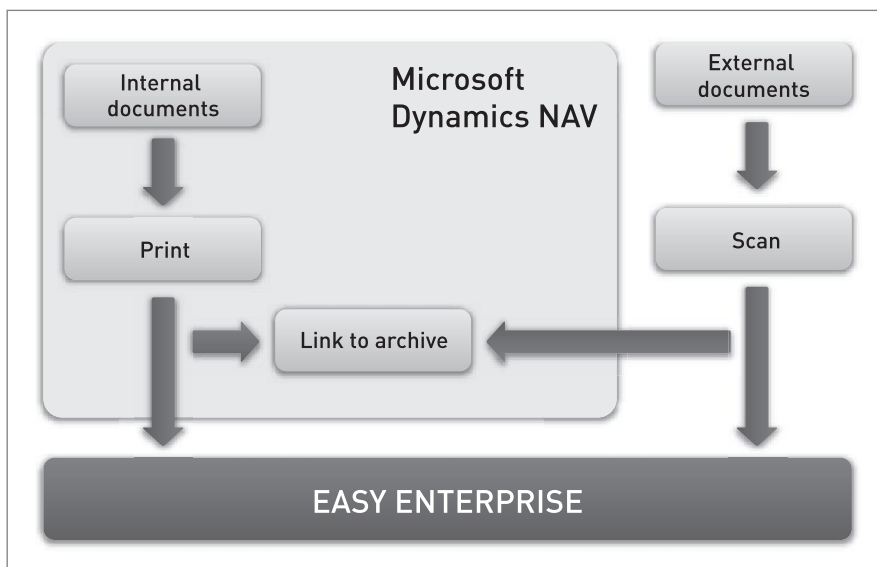 Internal
documents
Microsoft
Dynamics NAV
External
documents
Print
Scan
Link to archive
EASY ENTERPRISE